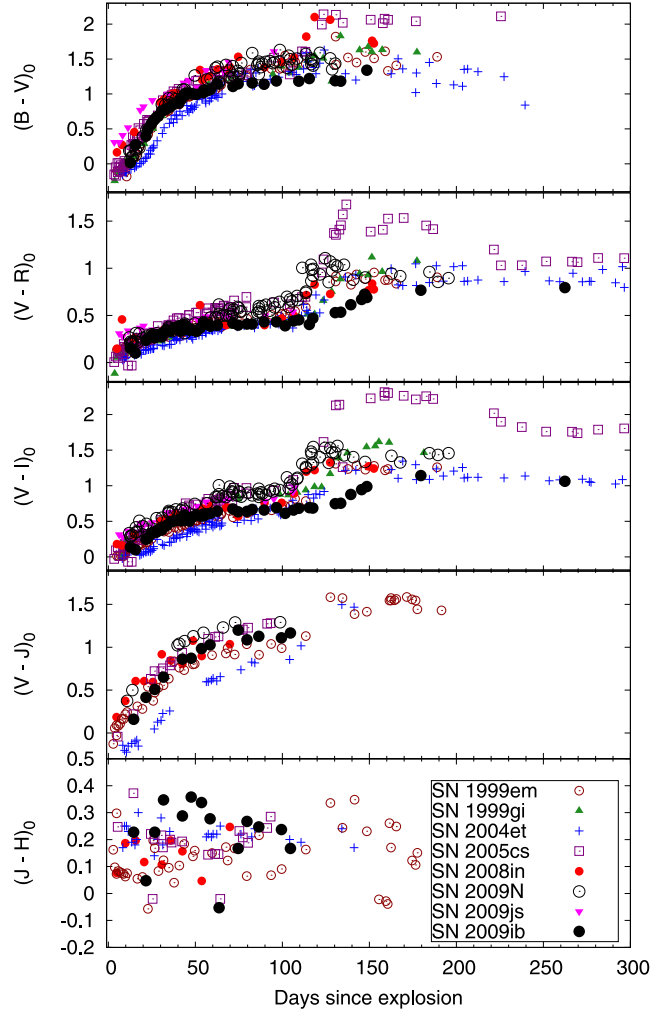 2
1.5
1
0.5
0
(B - V)₀
1.5
1
0.5
0
(V - R)₀
2
1.5
1
0.5
0
(V - I)₀
1.5
1
0.5
0
0.5
(V - J)₀
0.4
0.3
0.2
0.1
0
-0.1
-0.2
(J - H)₀
SN 1999em
SN 1999gi
SN 2004et
SN 2005cs
SN 2008in
SN 2009N
SN 2009js
SN 2009ib
0 50 100 150 200 250 300
Days since explosion